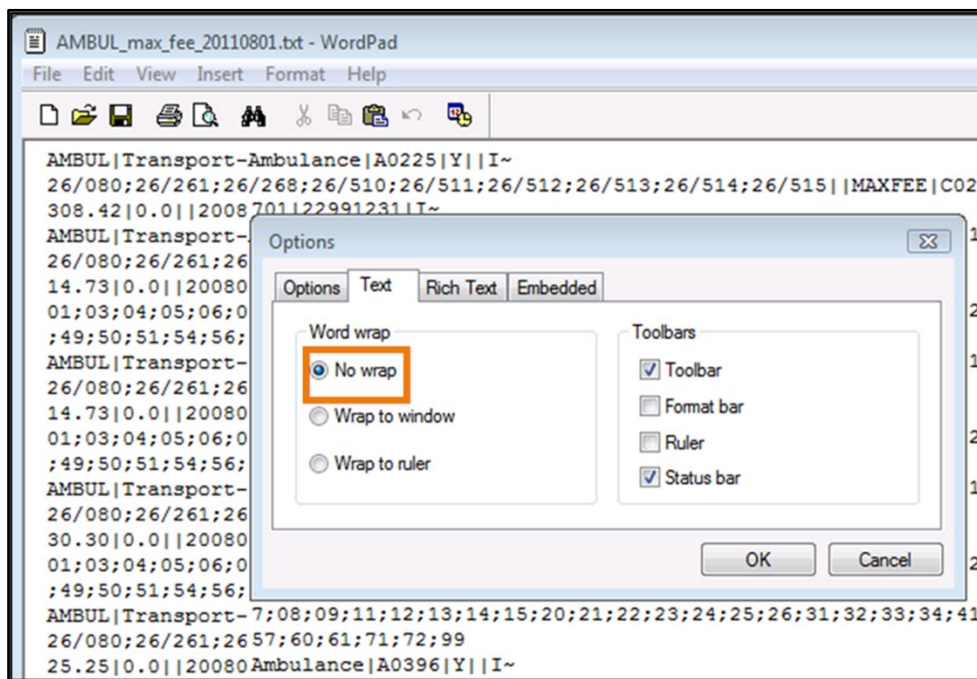 AMBUL_max_fee_20110801.txt - WordPad
File Edit View Insert Format Help
AMBUL|Transport-Ambulance|A0225|Y||I~
26/080;26/261;26/268;26/510;26/511;26/512;26/513;26/514;26/515||MAXFEE|C02
308.42|0.0||2008701||22991231||I~
AMBUL|Transport-
26/080;26/261;26
14.73|0.0||20080
01;03;04;05;06;0
;49;50;51;54;56;
AMBUL|Transport-
26/080;26/261;26
14.73|0.0||20080
01;03;04;05;06;0
;49;50;51;54;56;
AMBUL|Transport-
26/080;26/261;26
30.30|0.0||20080
01;03;04;05;06;0
;49;50;51;54;56;
Options
Options Text Rich Text Embedded
Word wrap
No wrap
Wrap to window
Wrap to ruler
Toolbars
Toolbar
Format bar
Ruler
Status bar
OK Cancel
AMBUL|Transport-7;08;09;11;12;13;14;15;20;21;22;23;24;25;26;31;32;33;34;41
26/080;26/261;2657;60;61;71;72;99
25.25|0.0||20080Ambulance|A0396|Y||I~